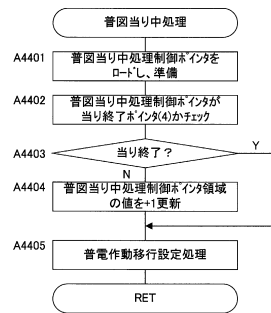 普図当り中処理
A4401
普図当り中処理制御ポインタを
ロードし、準備
A4402
普図当り中処理制御ポインタが
当り終了ポインタ(4)かチェック
A4403
当り終了？
Y
N
A4404
普図当り中処理制御ポインタ領域
の値を+1更新
A4405
普電作動移行設定処理
RET